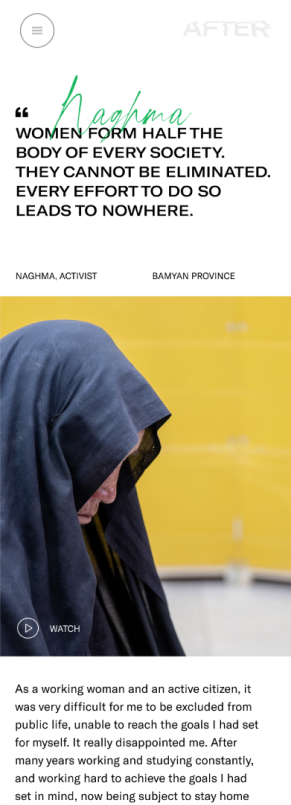 AFTER
Naghma
❝
WOMEN FORM HALF THE
BODY OF EVERY SOCIETY.
THEY CANNOT BE ELIMINATED.
EVERY EFFORT TO DO SO
LEADS TO NOWHERE.
NAGHMA, ACTIVIST BAMYAN PROVINCE
WATCH
As a working woman and an active citizen, it
was very difficult for me to be excluded from
public life, unable to reach the goals I had set
for myself. It really disappointed me. After
many years working and studying constantly,
and working hard to achieve the goals I had
set in mind, now being subject to stay home